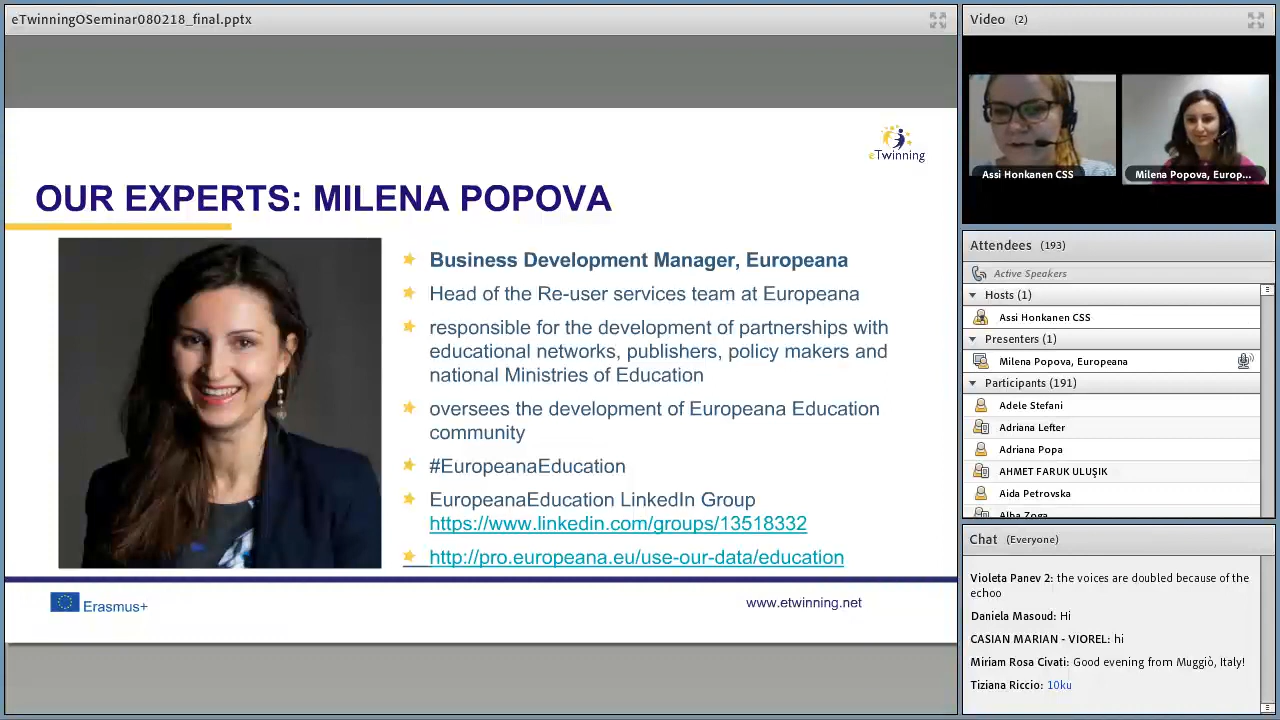 eTwinningOSeminar080218_final.pptx
eTwinning
OUR EXPERTS: MILENA POPOVA
Business Development Manager, Europeana
Head of the Re-user services team at Europeana
responsible for the development of partnerships with
educational networks, publishers, policy makers and
national Ministries of Education
oversees the development of Europeana Education
community
#EuropeanaEducation
EuropeanaEducation LinkedIn Group
https://www.linkedin.com/groups/13518332
http://pro.europeana.eu/use-our-data/education
Erasmus+
www.etwinning.net
Video (2)
Assi Honkanen CSS
Milena Popova, Europ...
Attendees (193)
Active Speakers
Hosts (1)
Assi Honkanen CSS
Presenters (1)
Milena Popova, Europeana
Participants (191)
Adele Stefani
Adriana Lefter
Adriana Popa
AHMET FARUK ULUŞIK
Aida Petrovska
Alba Zoga
Chat (Everyone)
Violeta Panev 2: the voices are doubled because of the
echoo
Daniela Masoud: Hi
CASIAN MARIAN - VIOREL: hi
Miriam Rosa Civati: Good evening from Muggiò, Italy!
Tiziana Riccio: 10ku